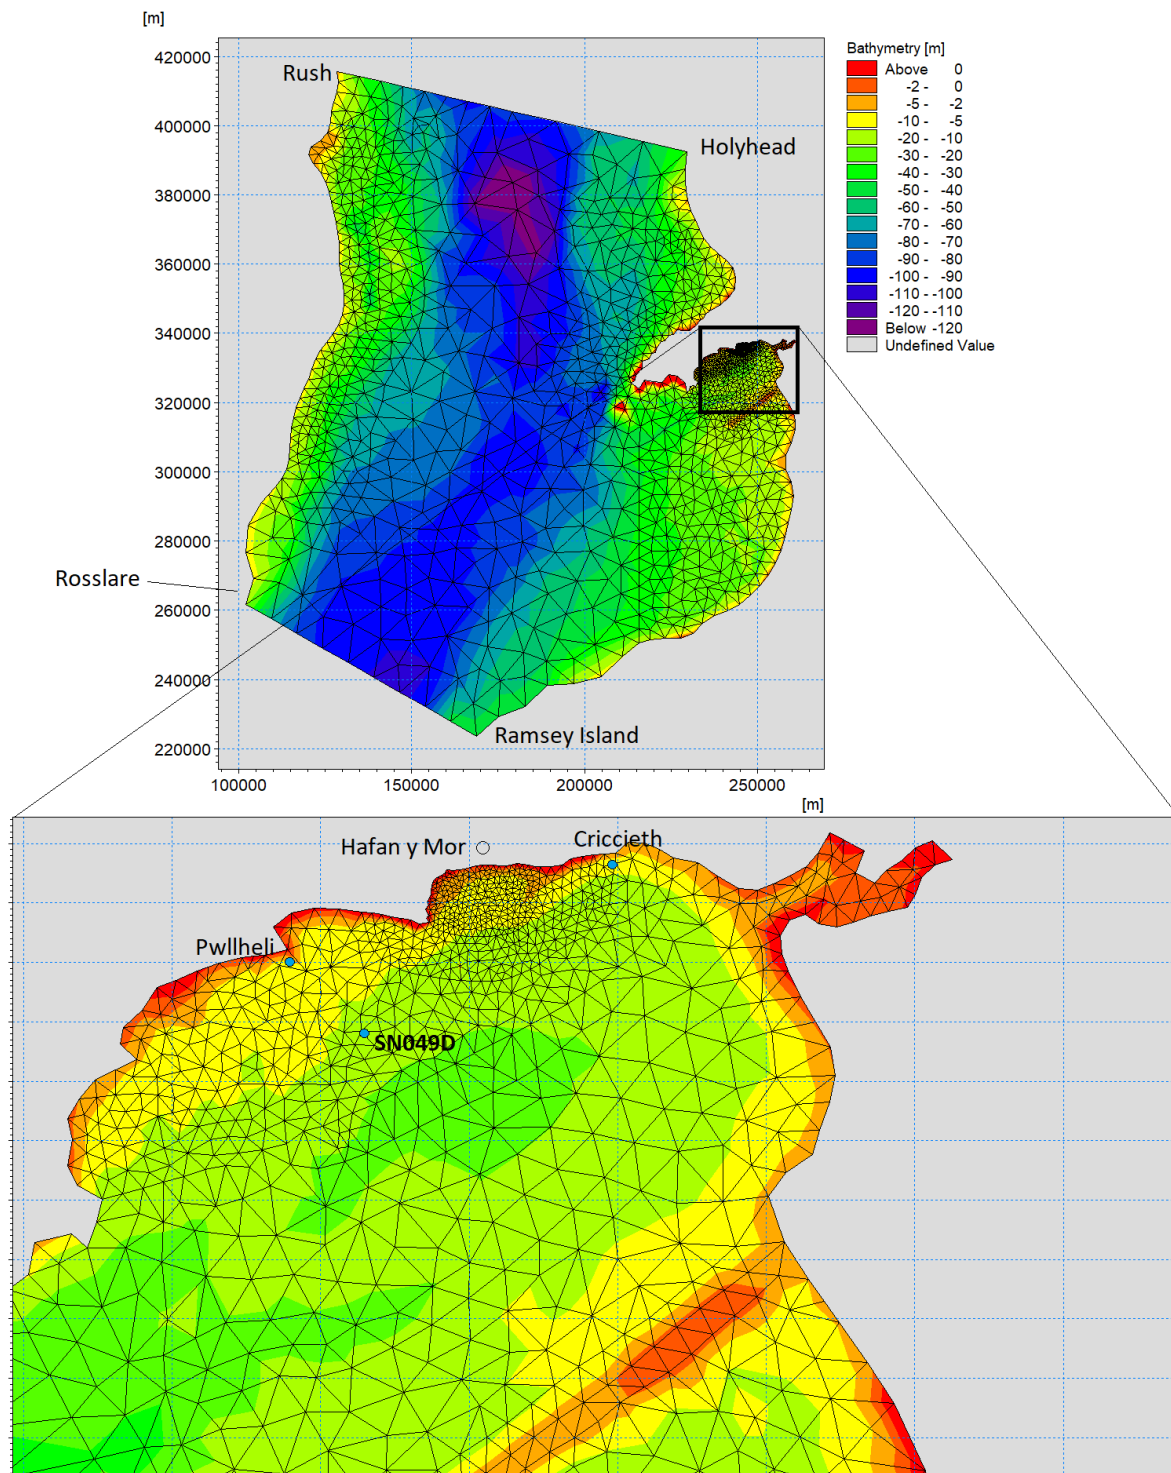 [m]
420000
400000
380000
360000
340000
320000
300000
280000
260000
240000
220000
100000
150000
200000
250000
[m]
Rush
Holyhead
Rosslare
Ramsey Island
Bathymetry [m]
Above 0
-2 - 0
-5 - -2
-10 - -5
-20 - -10
-30 - -20
-40 - -30
-50 - -40
-60 - -50
-70 - -60
-80 - -70
-90 - -80
-100 - -90
-110 - -100
-120 - -110
Below -120
Undefined Value
Hafan y Mor
Criccieth
Pwllheli
SN049D